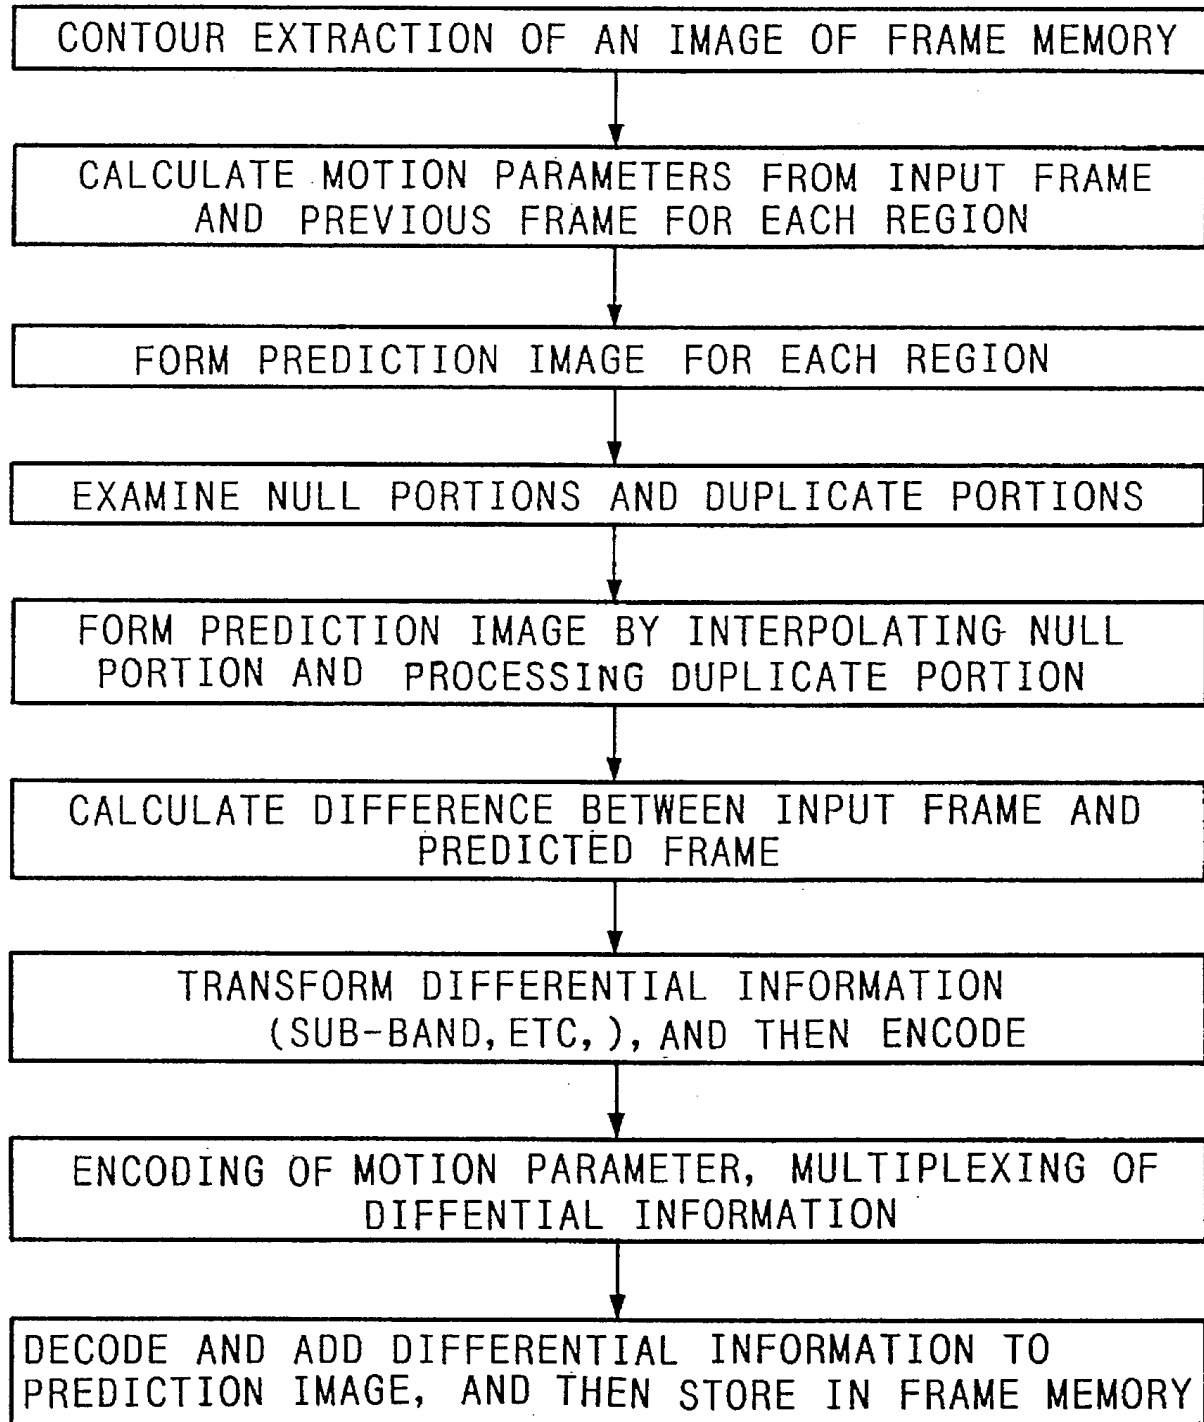 CONTOUR EXTRACTION OF AN IMAGE OF FRAME MEMORY
CALCULATE MOTION PARAMETERS FROM INPUT FRAME
AND PREVIOUS FRAME FOR EACH REGION
FORM PREDICTION IMAGE FOR EACH REGION
EXAMINE NULL PORTIONS AND DUPLICATE PORTIONS
FORM PREDICTION IMAGE BY INTERPOLATING NULL
PORTION AND PROCESSING DUPLICATE PORTION
CALCULATE DIFFERENCE BETWEEN INPUT FRAME AND
PREDICTED FRAME
TRANSFORM DIFFERENTIAL INFORMATION
(SUB-BAND, ETC, ), AND THEN ENCODE
ENCODING OF MOTION PARAMETER, MULTIPLEXING OF
DIFFENTIAL INFORMATION
DECODE AND ADD DIFFERENTIAL INFORMATION TO
PREDICTION IMAGE, AND THEN STORE IN FRAME MEMORY